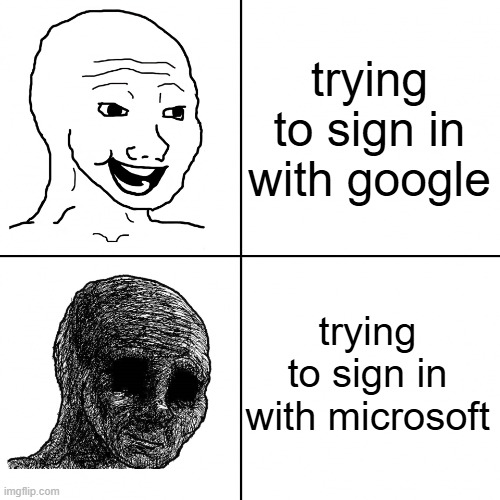 trying
to sign in
with google
trying
to sign in
with microsoft
imgflip.com